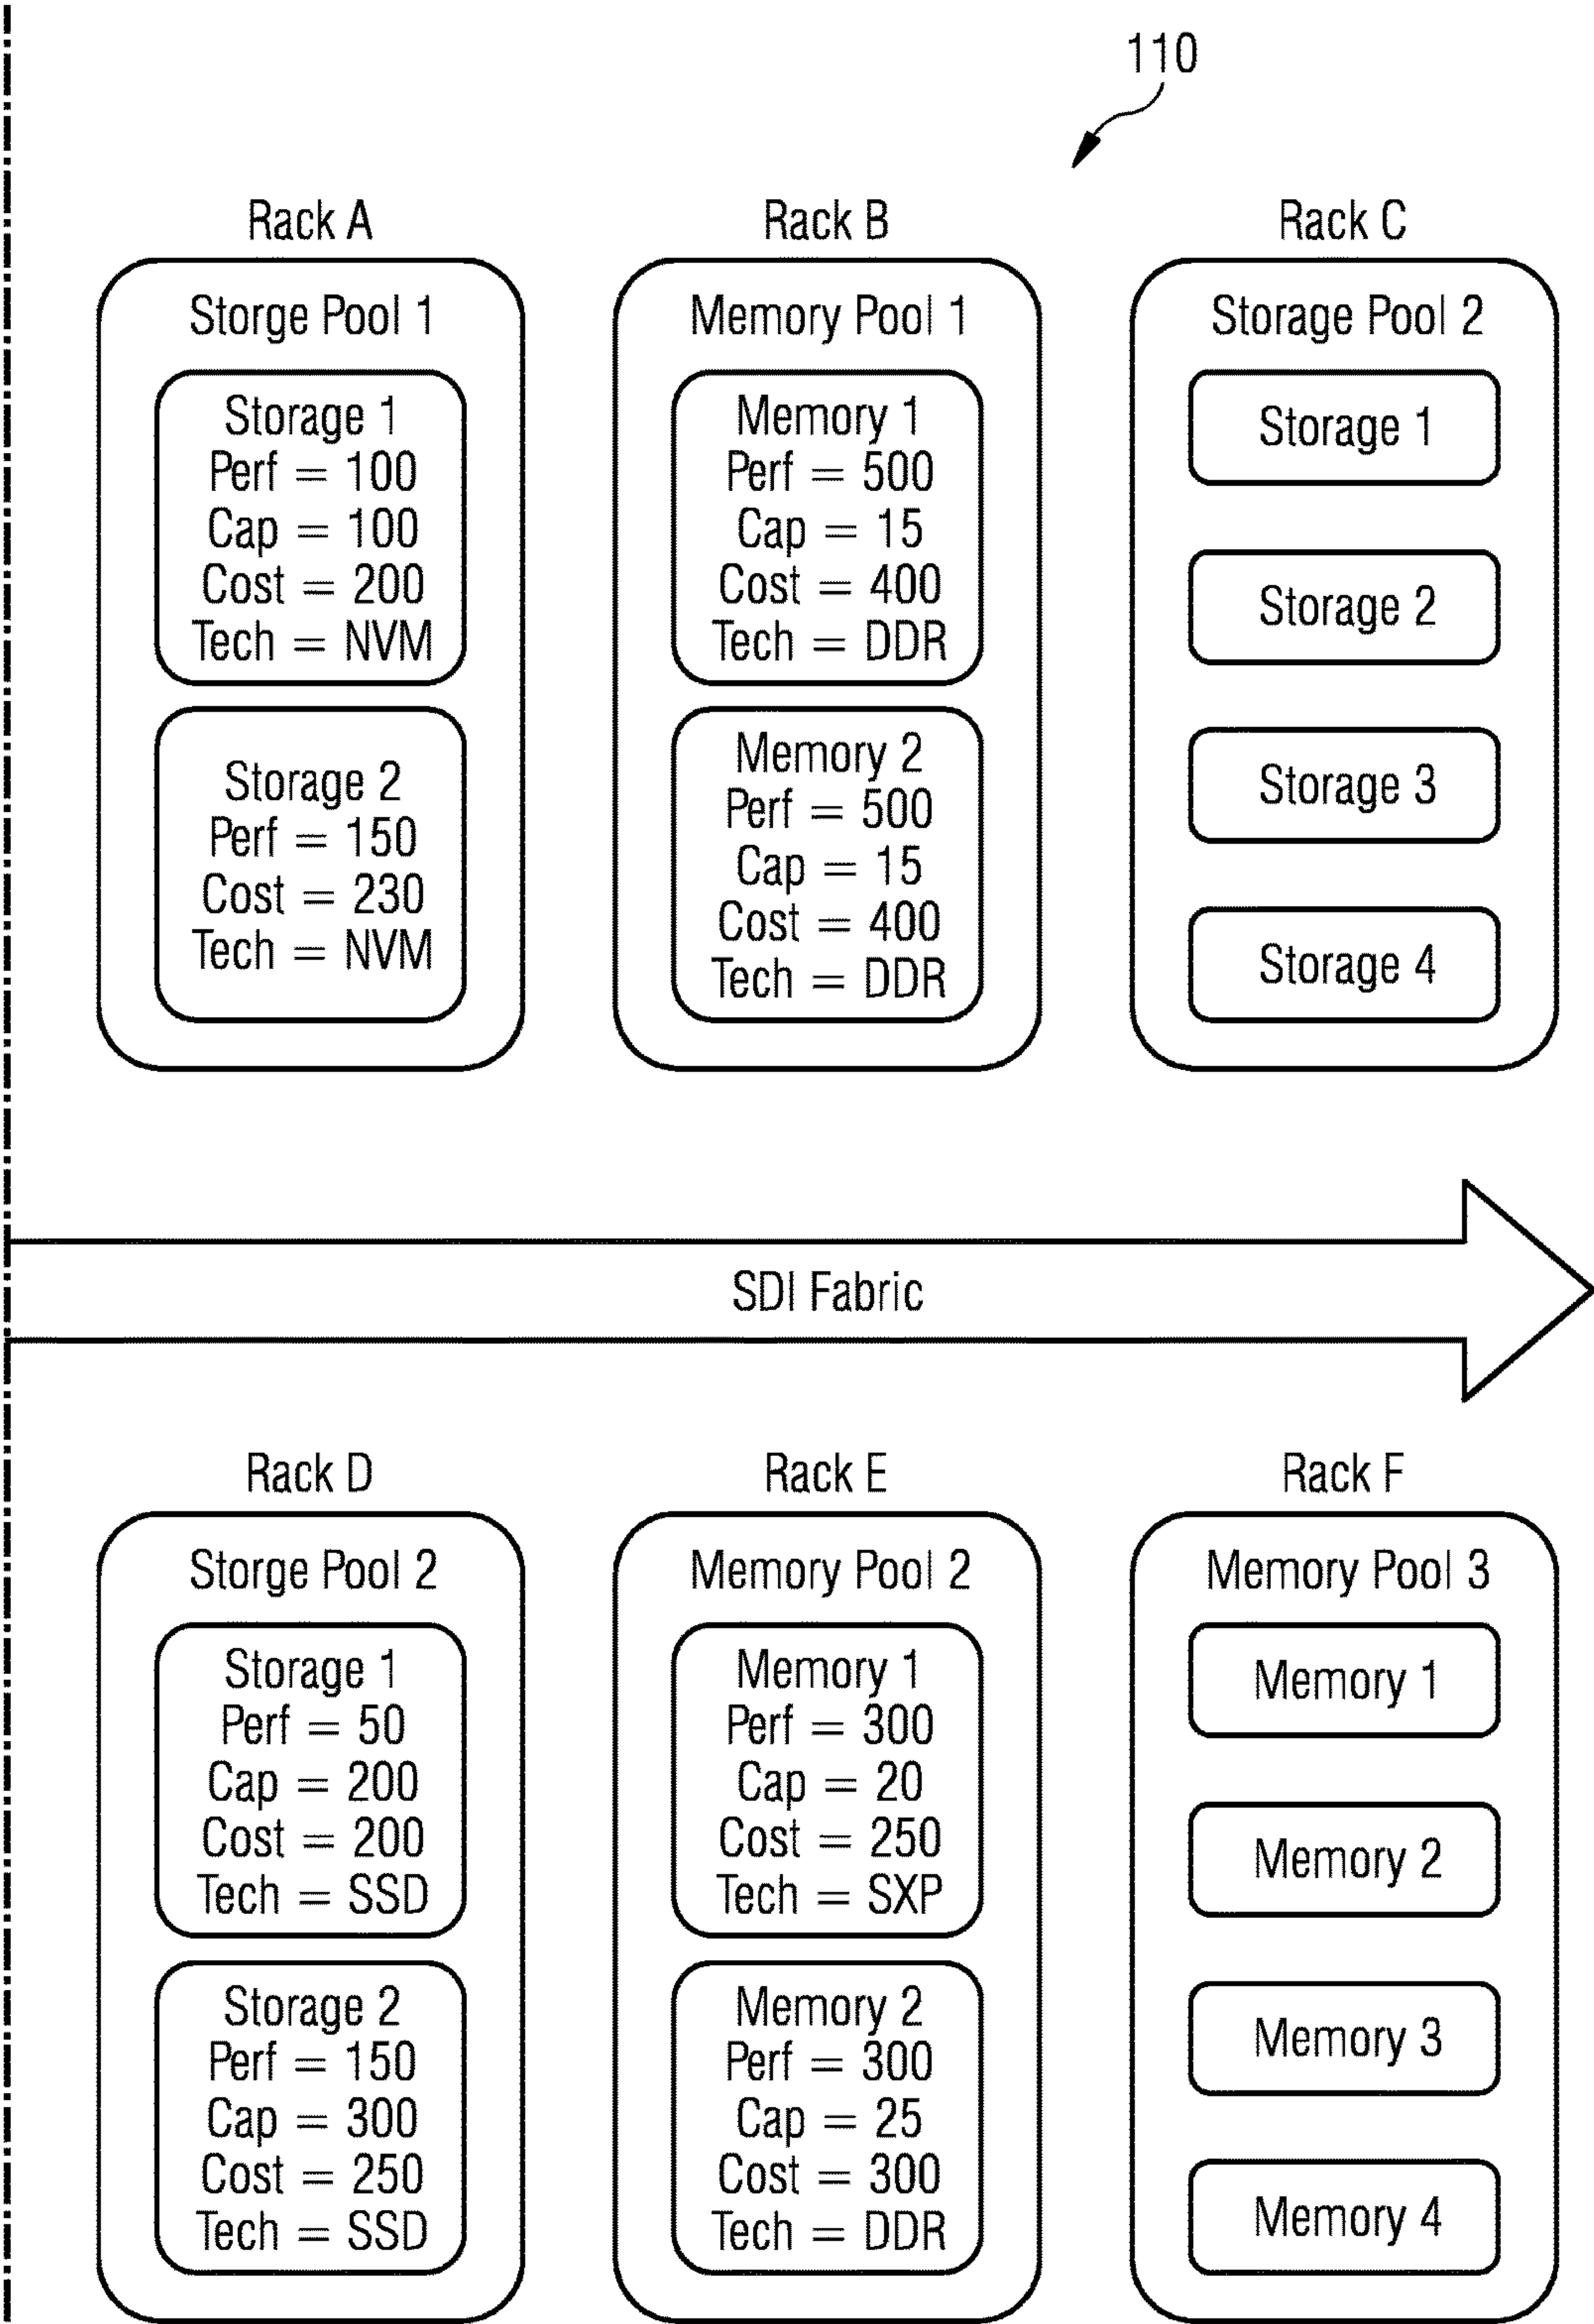 110
Rack A
Storge Pool 1
Storage 1
Perf = 100
Cap = 100
Cost = 200
Tech = NVM
Storage 2
Perf = 150
Cost = 230
Tech = NVM
Rack B
Memory Pool 1
Memory 1
Perf = 500
Cap = 15
Cost = 400
Tech = DDR
Memory 2
Perf = 500
Cap = 15
Cost = 400
Tech = DDR
Rack C
Storage Pool 2
Storage 1
Storage 2
Storage 3
Storage 4
SDI Fabric
Rack D
Storge Pool 2
Storage 1
Perf = 50
Cap = 200
Cost = 200
Tech = SSD
Storage 2
Perf = 150
Cap = 300
Cost = 250
Tech = SSD
Rack E
Memory Pool 2
Memory 1
Perf = 300
Cap = 20
Cost = 250
Tech = SXP
Memory 2
Perf = 300
Cap = 25
Cost = 300
Tech = DDR
Rack F
Memory Pool 3
Memory 1
Memory 2
Memory 3
Memory 4